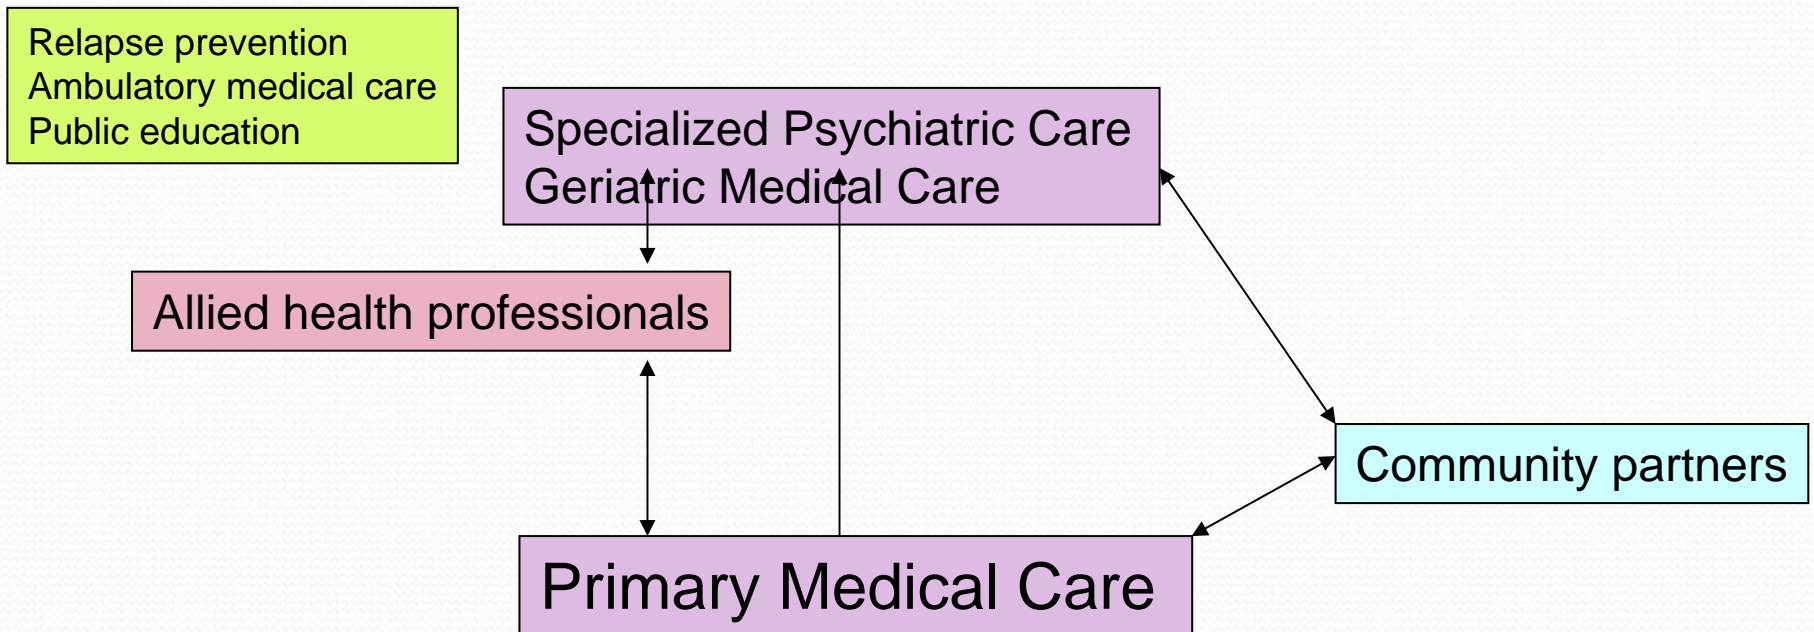 Relapse prevention
Ambulatory medical care
Public education
Specialized Psychiatric Care
Geriatric Medical Care
Allied health professionals
Community partners
Primary Medical Care